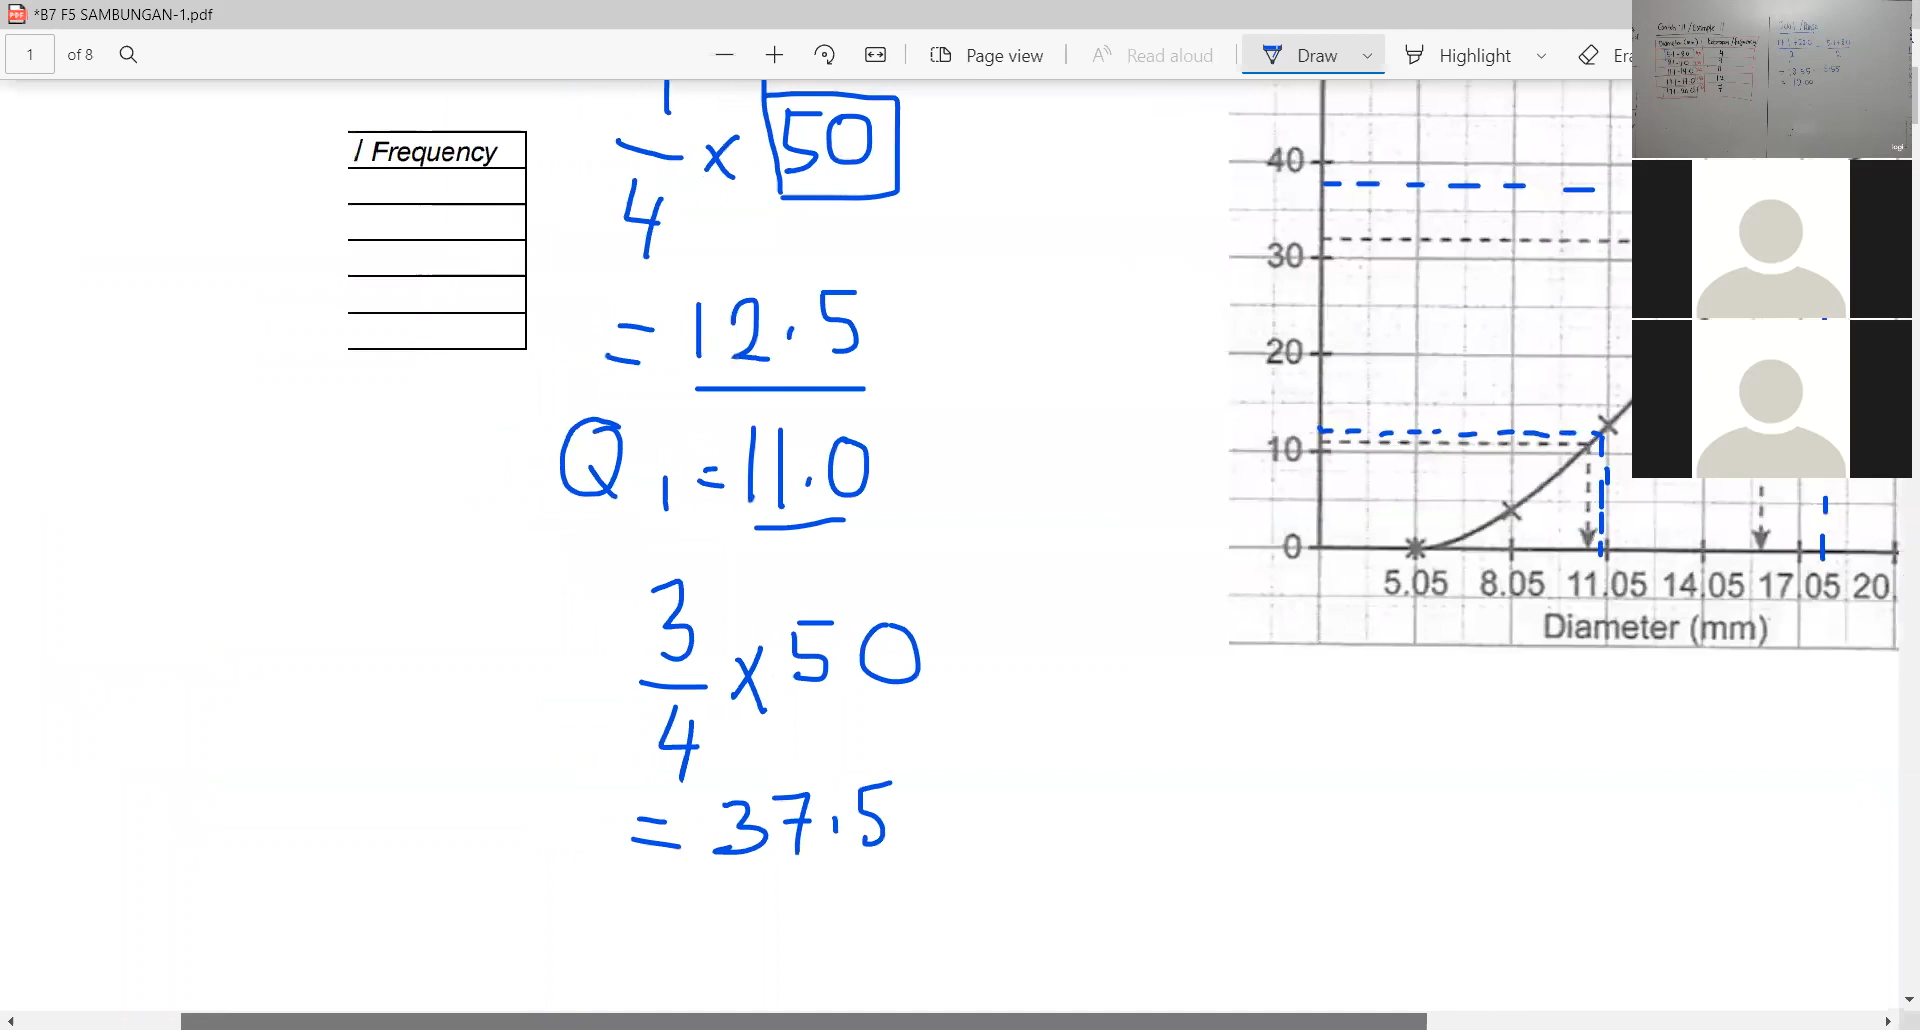 *B7 F5 SAMBUNGAN-1.pdf
1 of 8
Page view
Read aloud
Draw
Highlight
Era
/ Frequency
1
4 × 50
= 12.5
Q1 = 11.0
3
4 × 50
= 37.5
40
30
20
10
0
5.05 8.05 11.05 14.05 17.05 20.
Diameter (mm)
logi